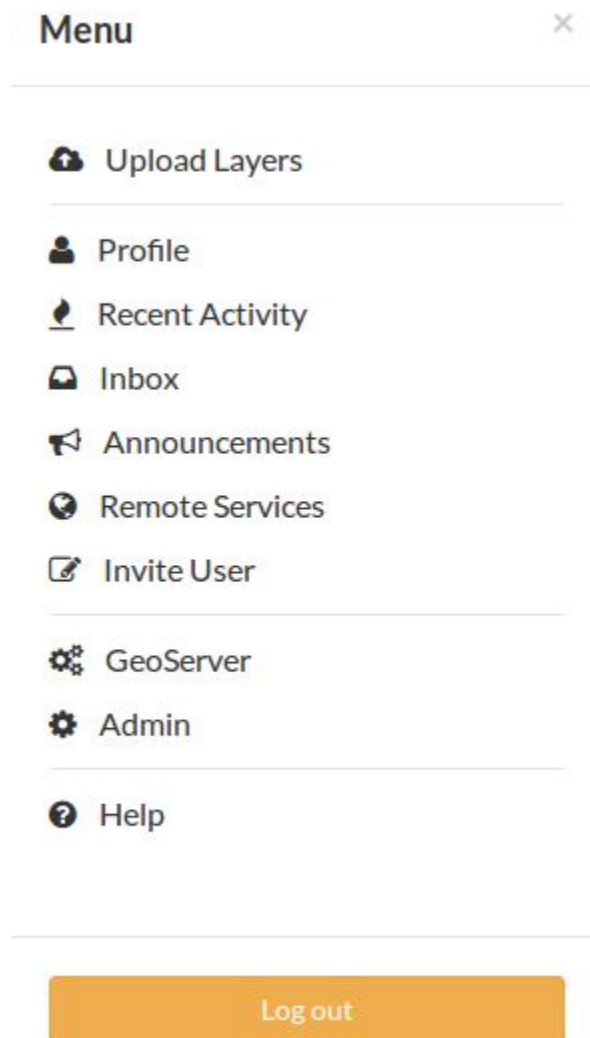 Menu ×
Upload Layers
Profile
Recent Activity
Inbox
Announcements
Remote Services
Invite User
GeoServer
Admin
Help
Log out